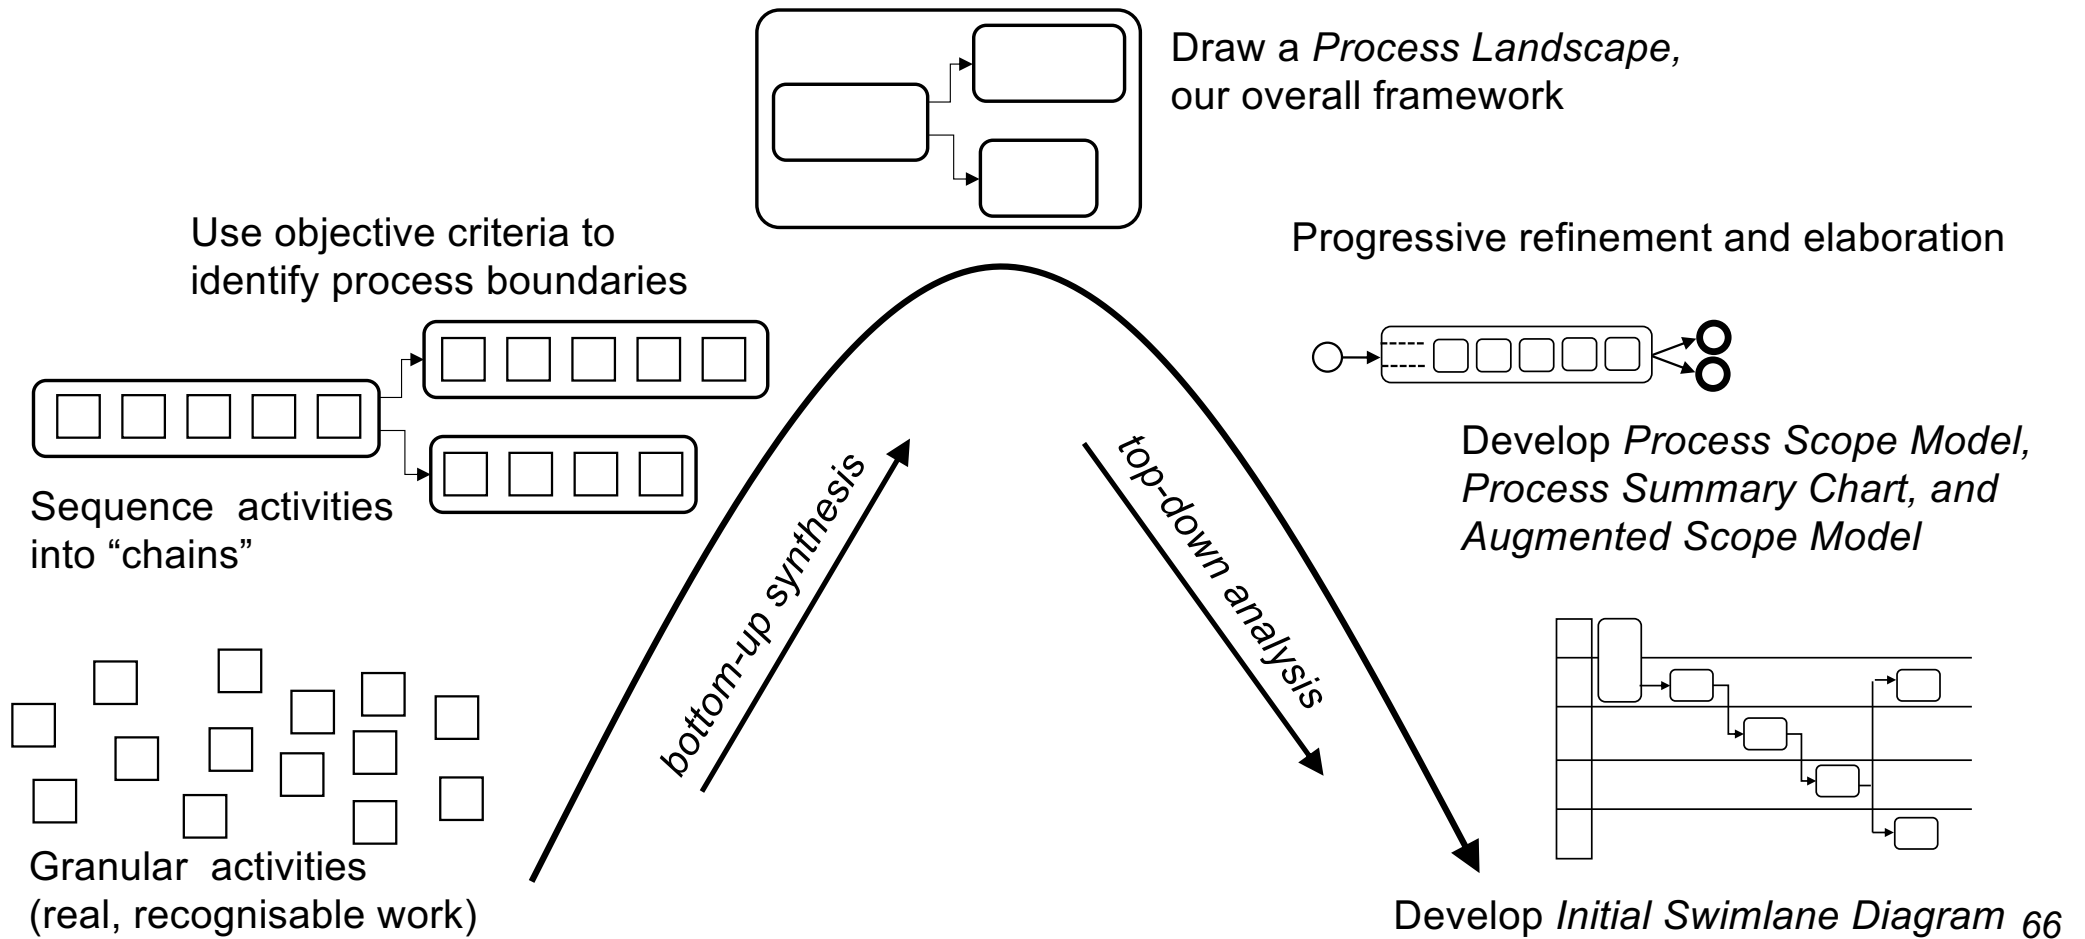 Draw a Process Landscape,
our overall framework
Use objective criteria to
identify process boundaries
Progressive refinement and elaboration
Sequence activities
into “chains”
bottom-up synthesis
top-down analysis
Develop Process Scope Model,
Process Summary Chart, and
Augmented Scope Model
Granular activities
(real, recognisable work)
Develop Initial Swimlane Diagram
66